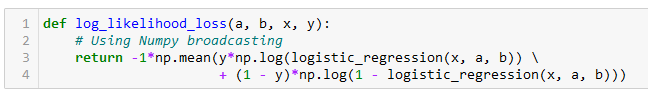 1 def log_likelihood_loss(a, b, x, y):
2     # Using Numpy broadcasting
3     return -1*np.mean(y*np.log(logistic_regression(x, a, b)) \
4                       + (1 - y)*np.log(1 - logistic_regression(x, a, b)))